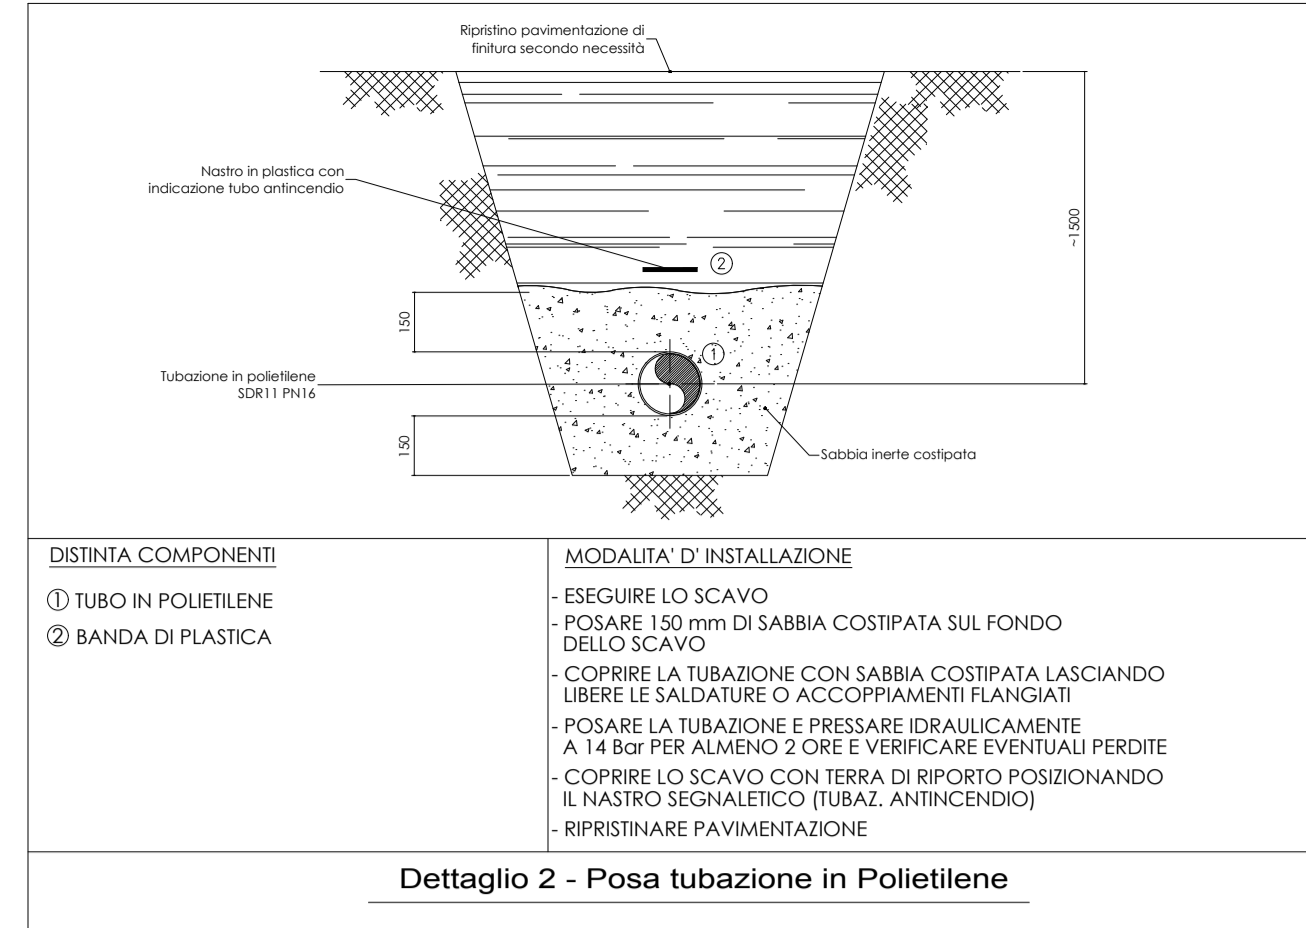 Ripristino pavimentazione di
finitura secondo necessità
Nastro in plastica con
indicazione tubo antincendio
~1500
2
150
1
Tubazione in polietilene
SDR11 PN16
150
Sabbia inerte costipata
DISTINTA COMPONENTI
1 TUBO IN POLIETILENE
2 BANDA DI PLASTICA
MODALITA' D' INSTALLAZIONE
- ESEGUIRE LO SCAVO
- POSARE 150 mm DI SABBIA COSTIPATA SUL FONDO
DELLO SCAVO
- COPRIRE LA TUBAZIONE CON SABBIA COSTIPATA LASCIANDO
LIBERE LE SALDATURE O ACCOPPIAMENTI FLANGIATI
- POSARE LA TUBAZIONE E PRESSARE IDRAULICAMENTE
A 14 Bar PER ALMENO 2 ORE E VERIFICARE EVENTUALI PERDITE
- COPRIRE LO SCAVO CON TERRA DI RIPORTO POSIZIONANDO
IL NASTRO SEGNALETICO (TUBAZ. ANTINCENDIO)
- RIPRISTINARE PAVIMENTAZIONE
Dettaglio 2 - Posa tubazione in Polietilene